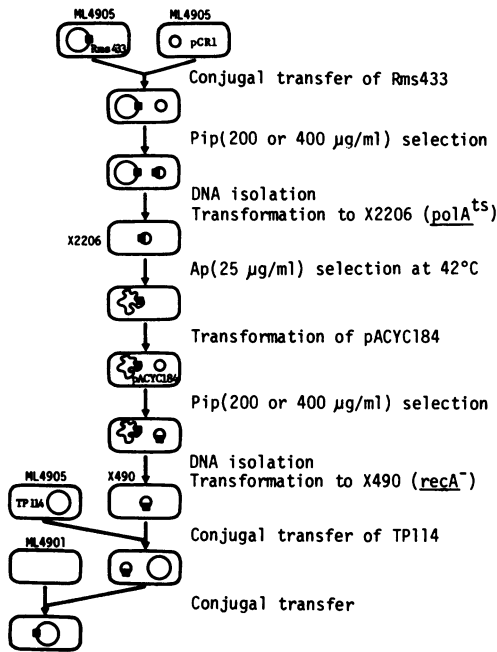 ML4905 ML4905
Rms433 pCR1
Conjugal transfer of Rms433
Pip(200 or 400 µg/ml) selection
DNA isolation
Transformation to X2206 (polAts)
X2206
Ap(25 µg/ml) selection at 42°C
Transformation of pACYC184
pACYC184
Pip(200 or 400 µg/ml) selection
DNA isolation
Transformation to X490 (recA-)
ML4905 X490
TP114
Conjugal transfer of TP114
ML4901
Conjugal transfer